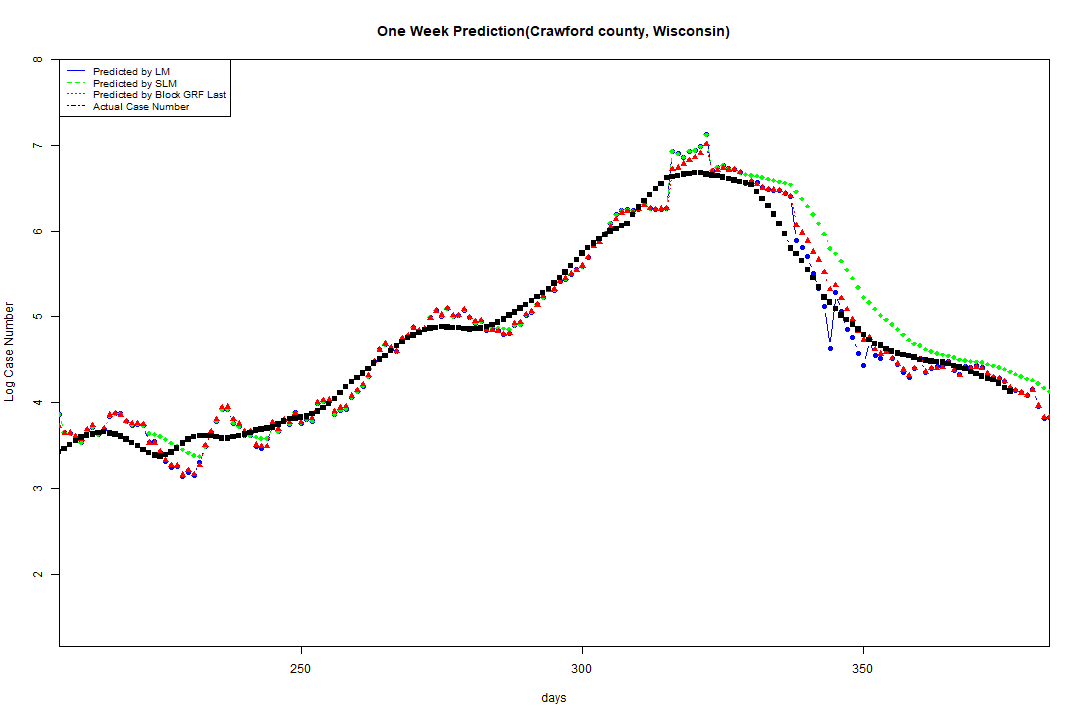 One Week Prediction(Crawford county, Wisconsin)
Predicted by LM
Predicted by SLM
Predicted by Block GRF Last
Actual Case Number
8
7
6
5
4
3
2
Log Case Number
250
300
350
days